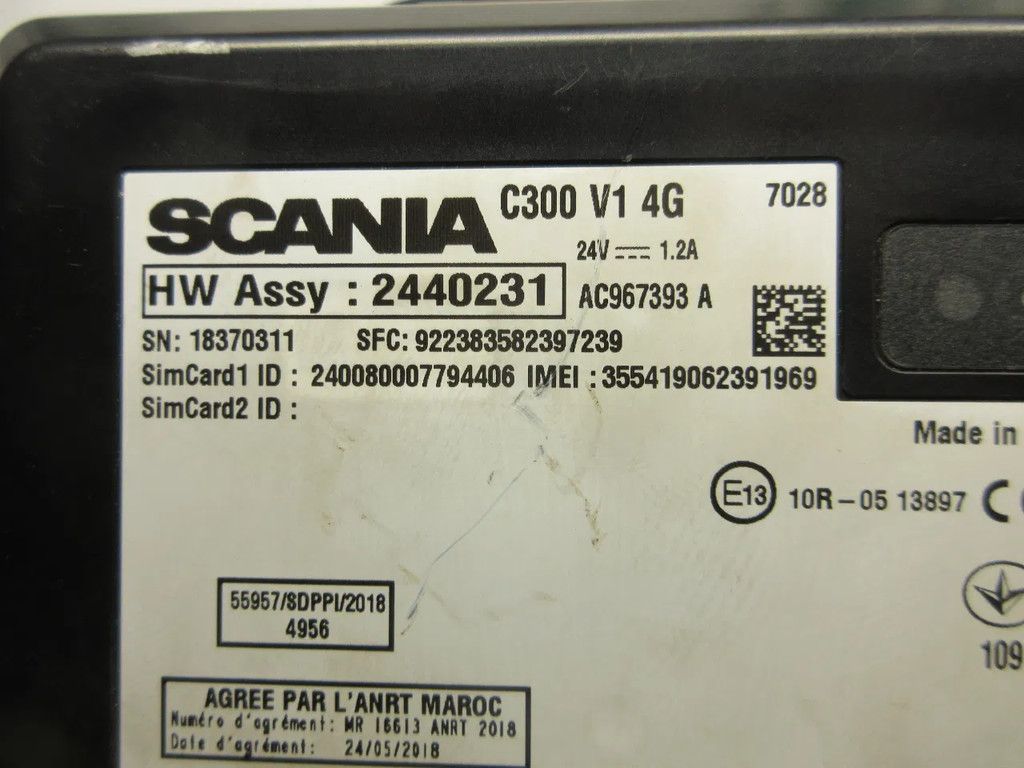 SCANIA C300 V1 4G 7028
24V ⎓ 1.2A
HW Assy : 2440231 AC967393 A
SN: 18370311 SFC: 922383582397239
SimCard1 ID : 240080007794406 IMEI : 355419062391969
SimCard2 ID :
Made in
E13 10R - 05 13897 C
109
55957/SDPPI/2018
4956
AGREE PAR L'ANRT MAROC
Numéro d'agrément: MR 16613 ANRT 2018
Date d'agrément: 24/05/2018